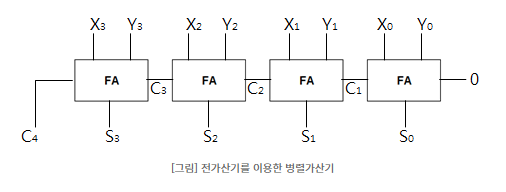 X₃ Y₃ X₂ Y₂ X₁ Y₁ X₀ Y₀
FA FA FA FA 0
C₃ C₂ C₁
C₄ S₃ S₂ S₁ S₀
[그림] 전가산기를 이용한 병렬가산기